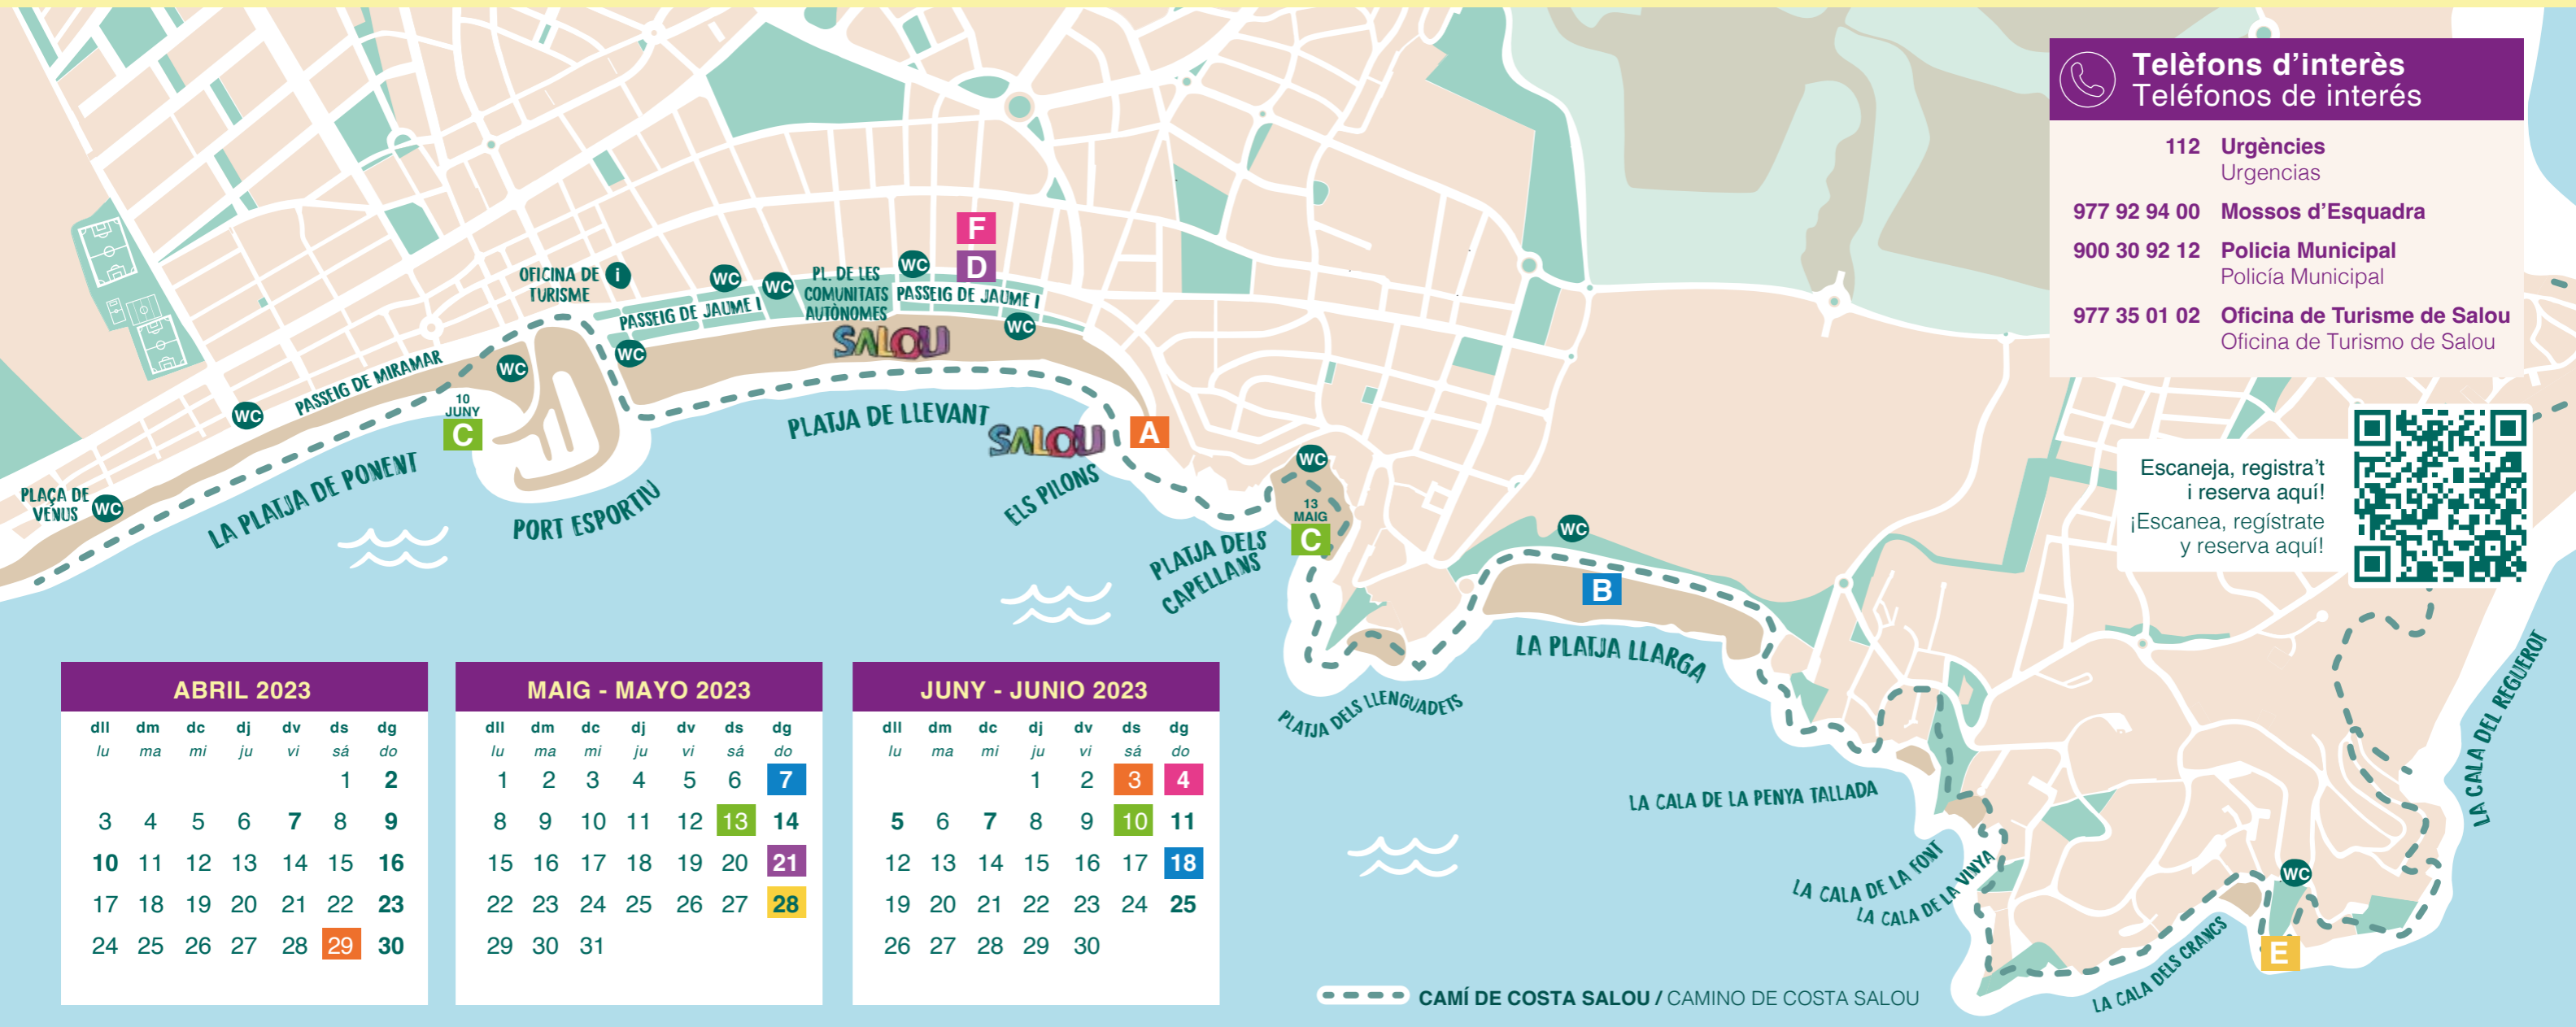 Telèfons d'interès
Teléfonos de interés
112 Urgències
Urgencias
977 92 94 00 Mossos d'Esquadra
900 30 92 12 Policia Municipal
Policía Municipal
977 35 01 02 Oficina de Turisme de Salou
Oficina de Turismo de Salou
F
D
OFICINA DE
TURISME
i
WC
WC
PL. DE LES
COMUNITATS
AUTÒNOMES
WC
PASSEIG DE JAUME I
PASSEIG DE JAUME I
WC
SALOU
WC
WC
PASSEIG DE MIRAMAR
WC
10
JUNY
C
PLATJA DE LLEVANT
SALOU
A
PLAÇA DE
VENUS
WC
LA PLATJA DE PONENT
PORT ESPORTIU
ELS PILONS
WC
13
MAIG
C
PLATJA DELS
CAPELLANS
WC
B
LA PLATJA LLARGA
PLATJA DELS LLENGUADETS
Escaneja, registra't
i reserva aquí!
¡Escanea, regístrate
y reserva aquí!
LA CALA DEL REGUEROT
LA CALA DE LA PENYA TALLADA
LA CALA DE LA FONT
LA CALA DE LA VINYA
LA CALA DELS CRANCS
WC
E
ABRIL 2023
dll dm dc dj dv ds dg
lu ma mi ju vi sá do
1 2
3 4 5 6 7 8 9
10 11 12 13 14 15 16
17 18 19 20 21 22 23
24 25 26 27 28 29 30
MAIG - MAYO 2023
dll dm dc dj dv ds dg
lu ma mi ju vi sá do
1 2 3 4 5 6 7
8 9 10 11 12 13 14
15 16 17 18 19 20 21
22 23 24 25 26 27 28
29 30 31
JUNY - JUNIO 2023
dll dm dc dj dv ds dg
lu ma mi ju vi sá do
1 2 3 4
5 6 7 8 9 10 11
12 13 14 15 16 17 18
19 20 21 22 23 24 25
26 27 28 29 30
CAMÍ DE COSTA SALOU / CAMINO DE COSTA SALOU